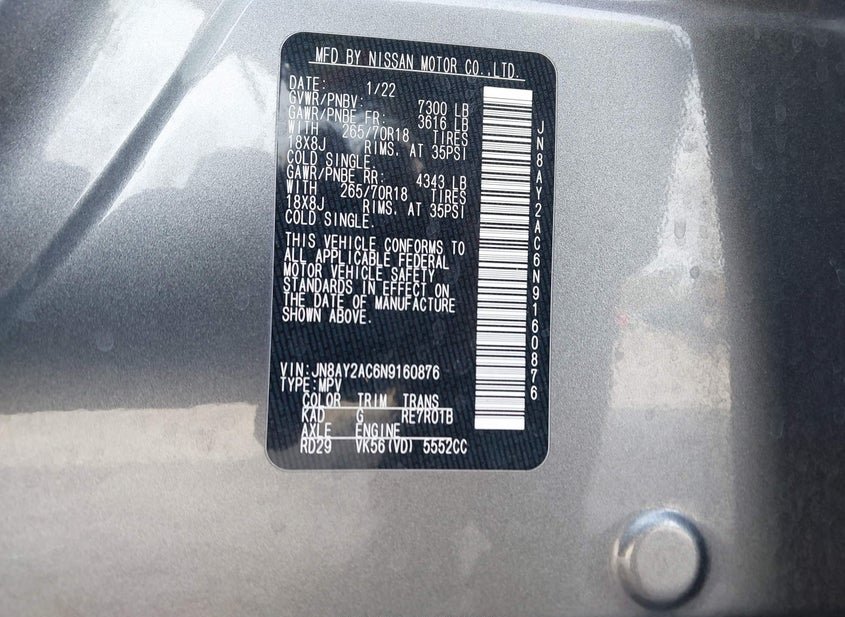 MFD BY NISSAN MOTOR CO.,LTD.
DATE: 1/22
GVWR/PNBV: 7300 LB
GAWR/PNBE FR: 3616 LB
WITH 265/70R18 TIRES
18X8J RIMS, AT 35PSI
COLD SINGLE.
GAWR/PNBE RR: 4343 LB
WITH 265/70R18 TIRES
18X8J RIMS, AT 35PSI
COLD SINGLE.
THIS VEHICLE CONFORMS TO
ALL APPLICABLE FEDERAL
MOTOR VEHICLE SAFETY
STANDARDS IN EFFECT ON
THE DATE OF MANUFACTURE
SHOWN ABOVE.
VIN:JN8AY2AC6N9160876
TYPE:MPV
COLOR TRIM TRANS
KAD G RE7R01B
AXLE ENGINE
RD29 VK56(VD) 5552CC
JN8AY2AC6N9160876